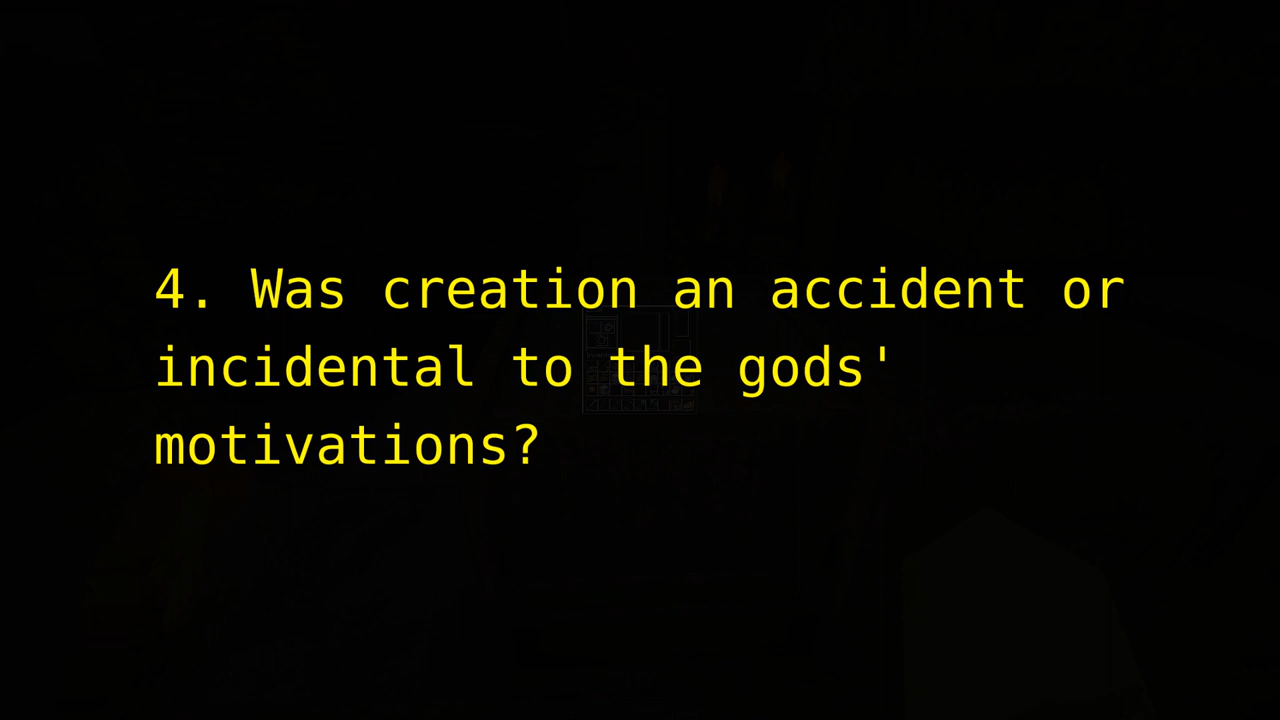 4. Was creation an accident or
incidental to the gods'
motivations?